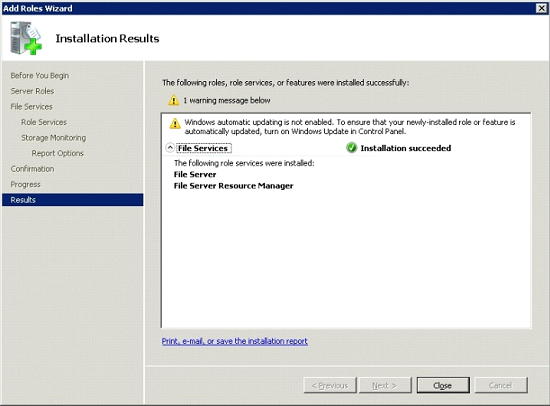 Add Roles Wizard
Installation Results
Before You Begin
Server Roles
File Services
Role Services
Storage Monitoring
Report Options
Confirmation
Progress
Results
The following roles, role services, or features were installed successfully:
1 warning message below
Windows automatic updating is not enabled. To ensure that your newly-installed role or feature is
automatically updated, turn on Windows Update in Control Panel.
File Services Installation succeeded
The following role services were installed:
File Server
File Server Resource Manager
Print, e-mail, or save the installation report
< Previous Next > Close Cancel